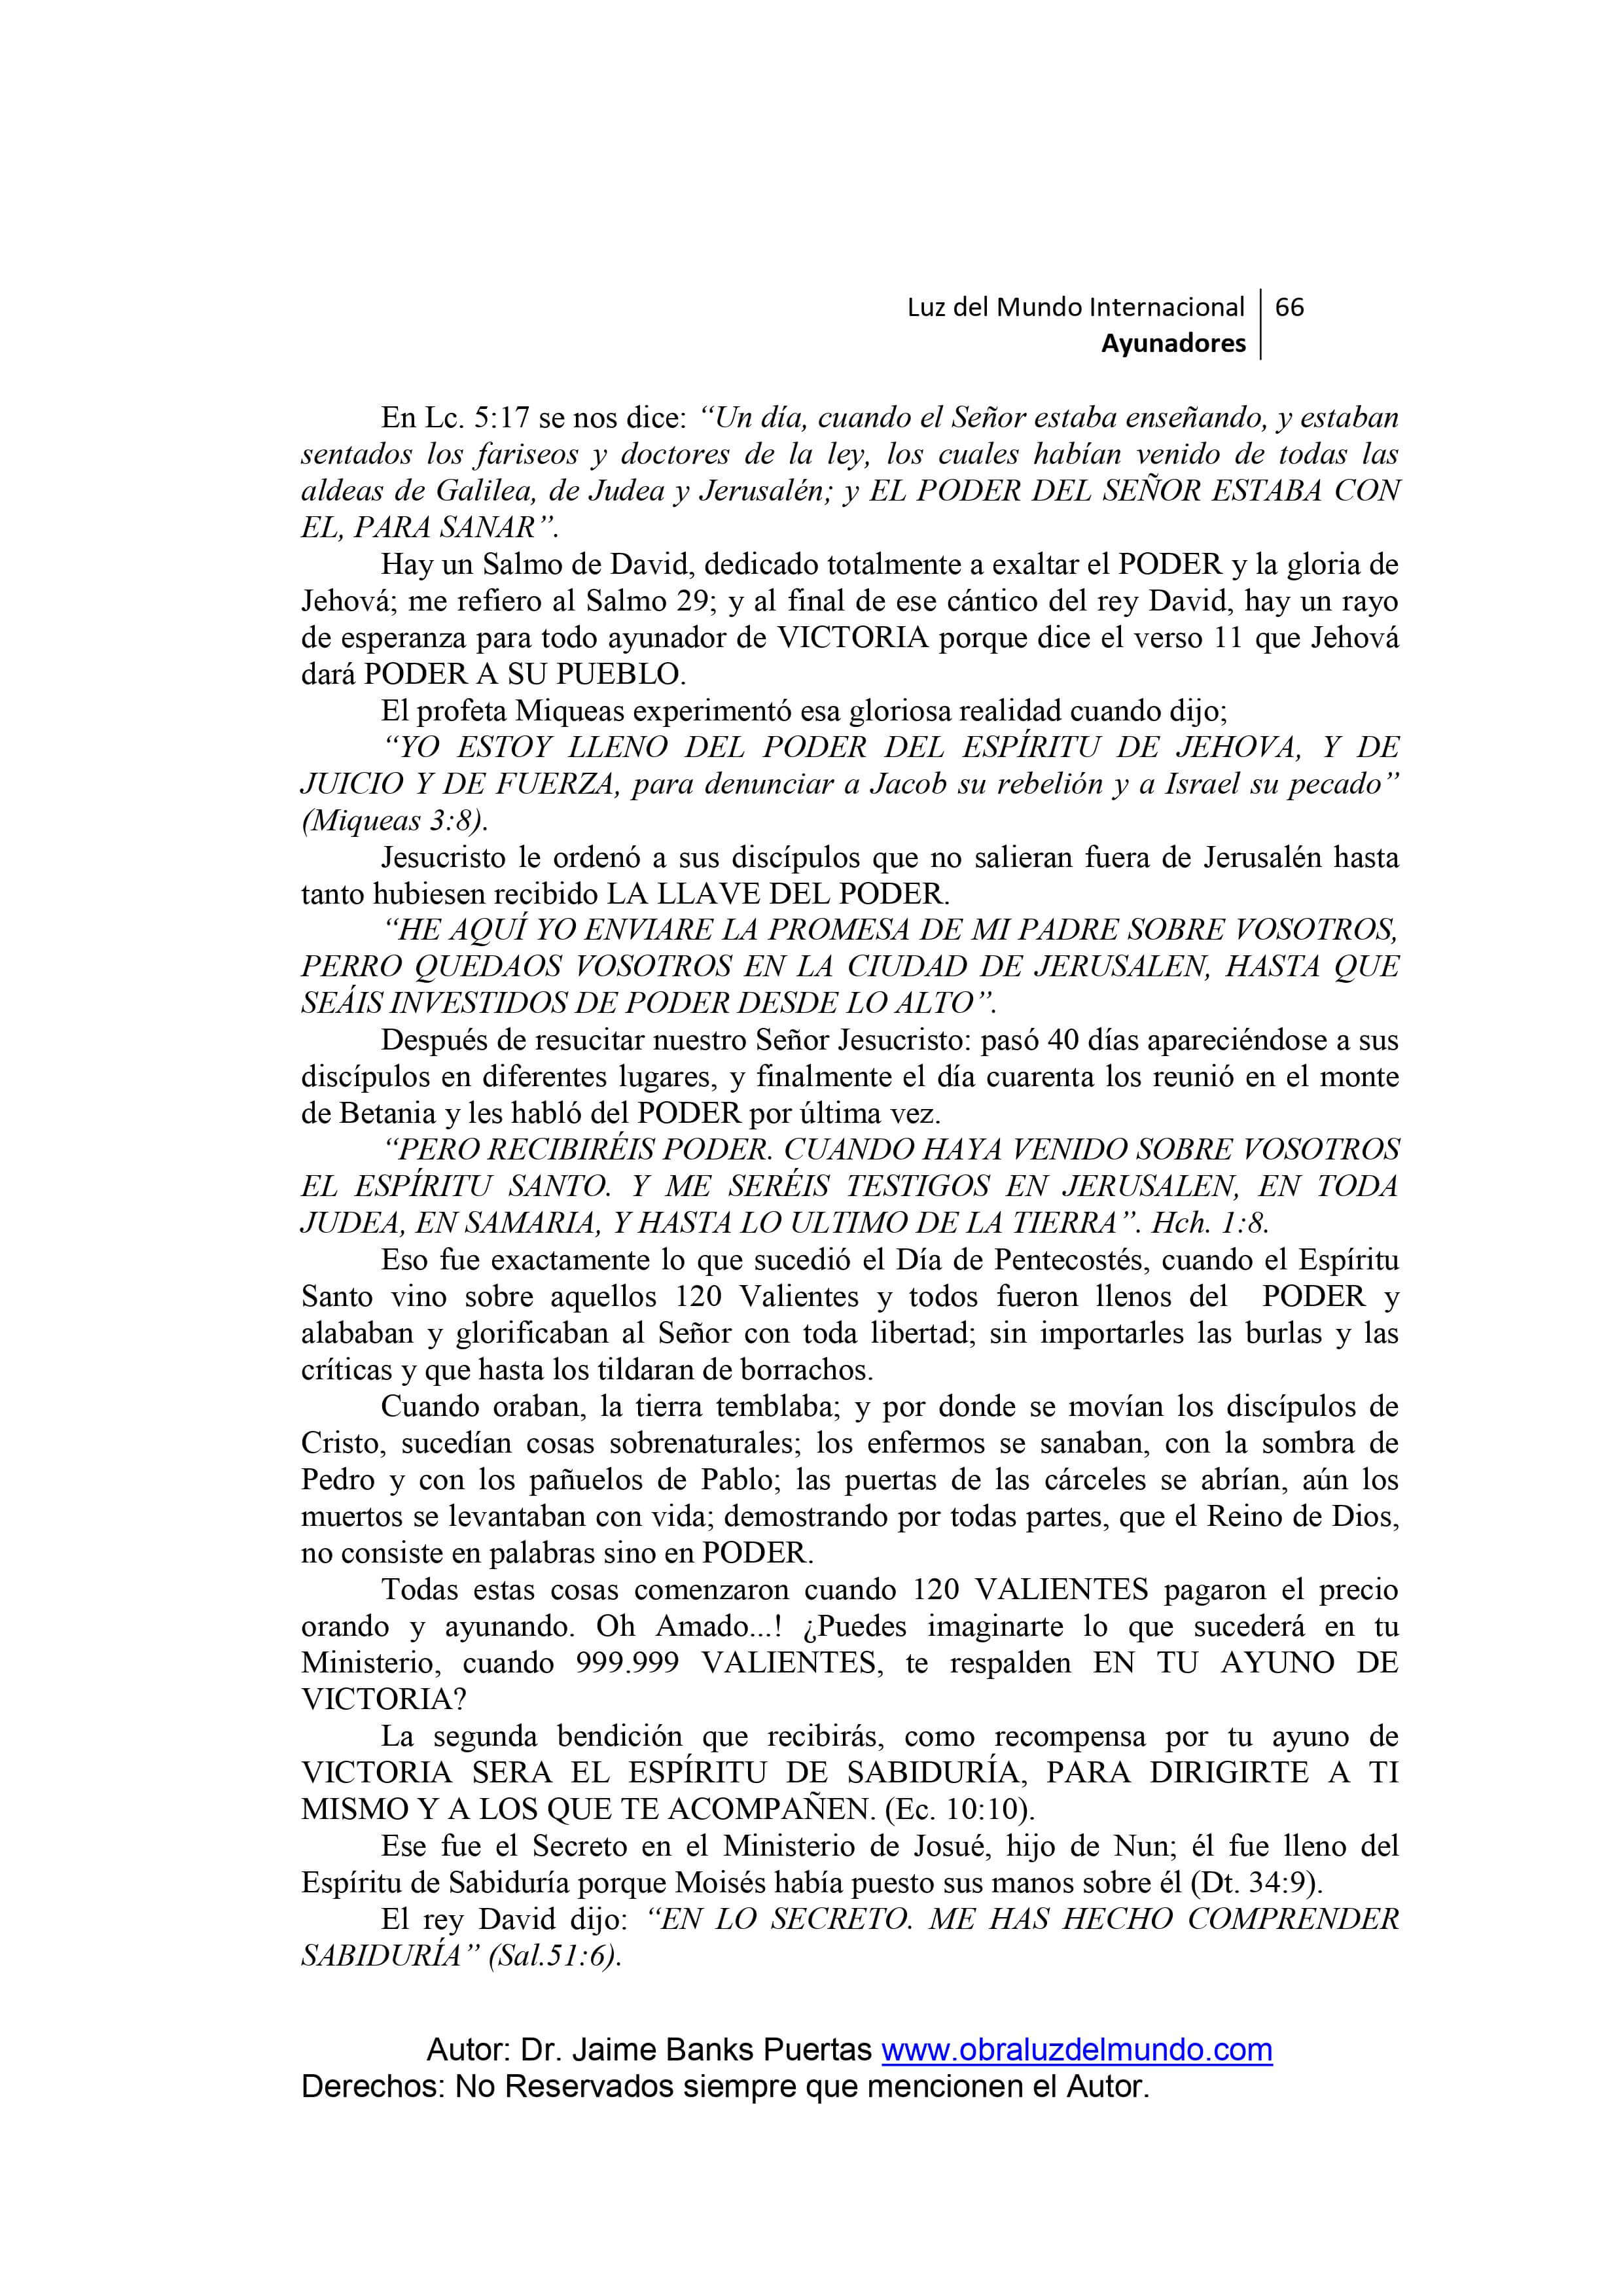 Luz del Mundo Internacional 66
Ayunadores
En Lc. 5:17 se nos dice: “Un día, cuando el Señor estaba enseñando, y estaban
sentados los fariseos y doctores de la ley, los cuales habían venido de todas las
aldeas de Galilea, de Judea y Jerusalén; y EL PODER DEL SEÑOR ESTABA CON
EL, PARA SANAR”.
Hay un Salmo de David, dedicado totalmente a exaltar el PODER y la gloria de
Jehová; me refiero al Salmo 29; y al final de ese cántico del rey David, hay un rayo
de esperanza para todo ayunador de VICTORIA porque dice el verso 11 que Jehová
dará PODER A SU PUEBLO.
El profeta Miqueas experimentó esa gloriosa realidad cuando dijo;
“YO ESTOY LLENO DEL PODER DEL ESPÍRITU DE JEHOVA, Y DE
JUICIO Y DE FUERZA, para denunciar a Jacob su rebelión y a Israel su pecado”
(Miqueas 3:8).
Jesucristo le ordenó a sus discípulos que no salieran fuera de Jerusalén hasta
tanto hubiesen recibido LA LLAVE DEL PODER.
“HE AQUÍ YO ENVIARE LA PROMESA DE MI PADRE SOBRE VOSOTROS,
PERRO QUEDAOS VOSOTROS EN LA CIUDAD DE JERUSALEN, HASTA QUE
SEÁIS INVESTIDOS DE PODER DESDE LO ALTO”.
Después de resucitar nuestro Señor Jesucristo: pasó 40 días apareciéndose a sus
discípulos en diferentes lugares, y finalmente el día cuarenta los reunió en el monte
de Betania y les habló del PODER por última vez.
“PERO RECIBIRÉIS PODER. CUANDO HAYA VENIDO SOBRE VOSOTROS
EL ESPÍRITU SANTO. Y ME SERÉIS TESTIGOS EN JERUSALEN, EN TODA
JUDEA, EN SAMARIA, Y HASTA LO ULTIMO DE LA TIERRA”. Hch. 1:8.
Eso fue exactamente lo que sucedió el Día de Pentecostés, cuando el Espíritu
Santo vino sobre aquellos 120 Valientes y todos fueron llenos del PODER y
alababan y glorificaban al Señor con toda libertad; sin importarles las burlas y las
críticas y que hasta los tildaran de borrachos.
Cuando oraban, la tierra temblaba; y por donde se movían los discípulos de
Cristo, sucedían cosas sobrenaturales; los enfermos se sanaban, con la sombra de
Pedro y con los pañuelos de Pablo; las puertas de las cárceles se abrían, aún los
muertos se levantaban con vida; demostrando por todas partes, que el Reino de Dios,
no consiste en palabras sino en PODER.
Todas estas cosas comenzaron cuando 120 VALIENTES pagaron el precio
orando y ayunando. Oh Amado...! ¿Puedes imaginarte lo que sucederá en tu
Ministerio, cuando 999.999 VALIENTES, te respalden EN TU AYUNO DE
VICTORIA?
La segunda bendición que recibirás, como recompensa por tu ayuno de
VICTORIA SERA EL ESPÍRITU DE SABIDURÍA, PARA DIRIGIRTE A TI
MISMO Y A LOS QUE TE ACOMPAÑEN. (Ec. 10:10).
Ese fue el Secreto en el Ministerio de Josué, hijo de Nun; él fue lleno del
Espíritu de Sabiduría porque Moisés había puesto sus manos sobre él (Dt. 34:9).
El rey David dijo: “EN LO SECRETO. ME HAS HECHO COMPRENDER
SABIDURÍA” (Sal.51:6).
Autor: Dr. Jaime Banks Puertas www.obraluzdelmundo.com
Derechos: No Reservados siempre que mencionen el Autor.